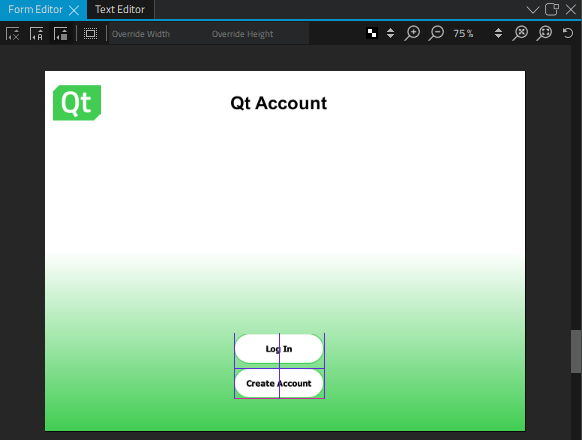 Form Editor
Text Editor
Override Width
Override Height
75 %
Qt
Qt Account
Log In
Create Account